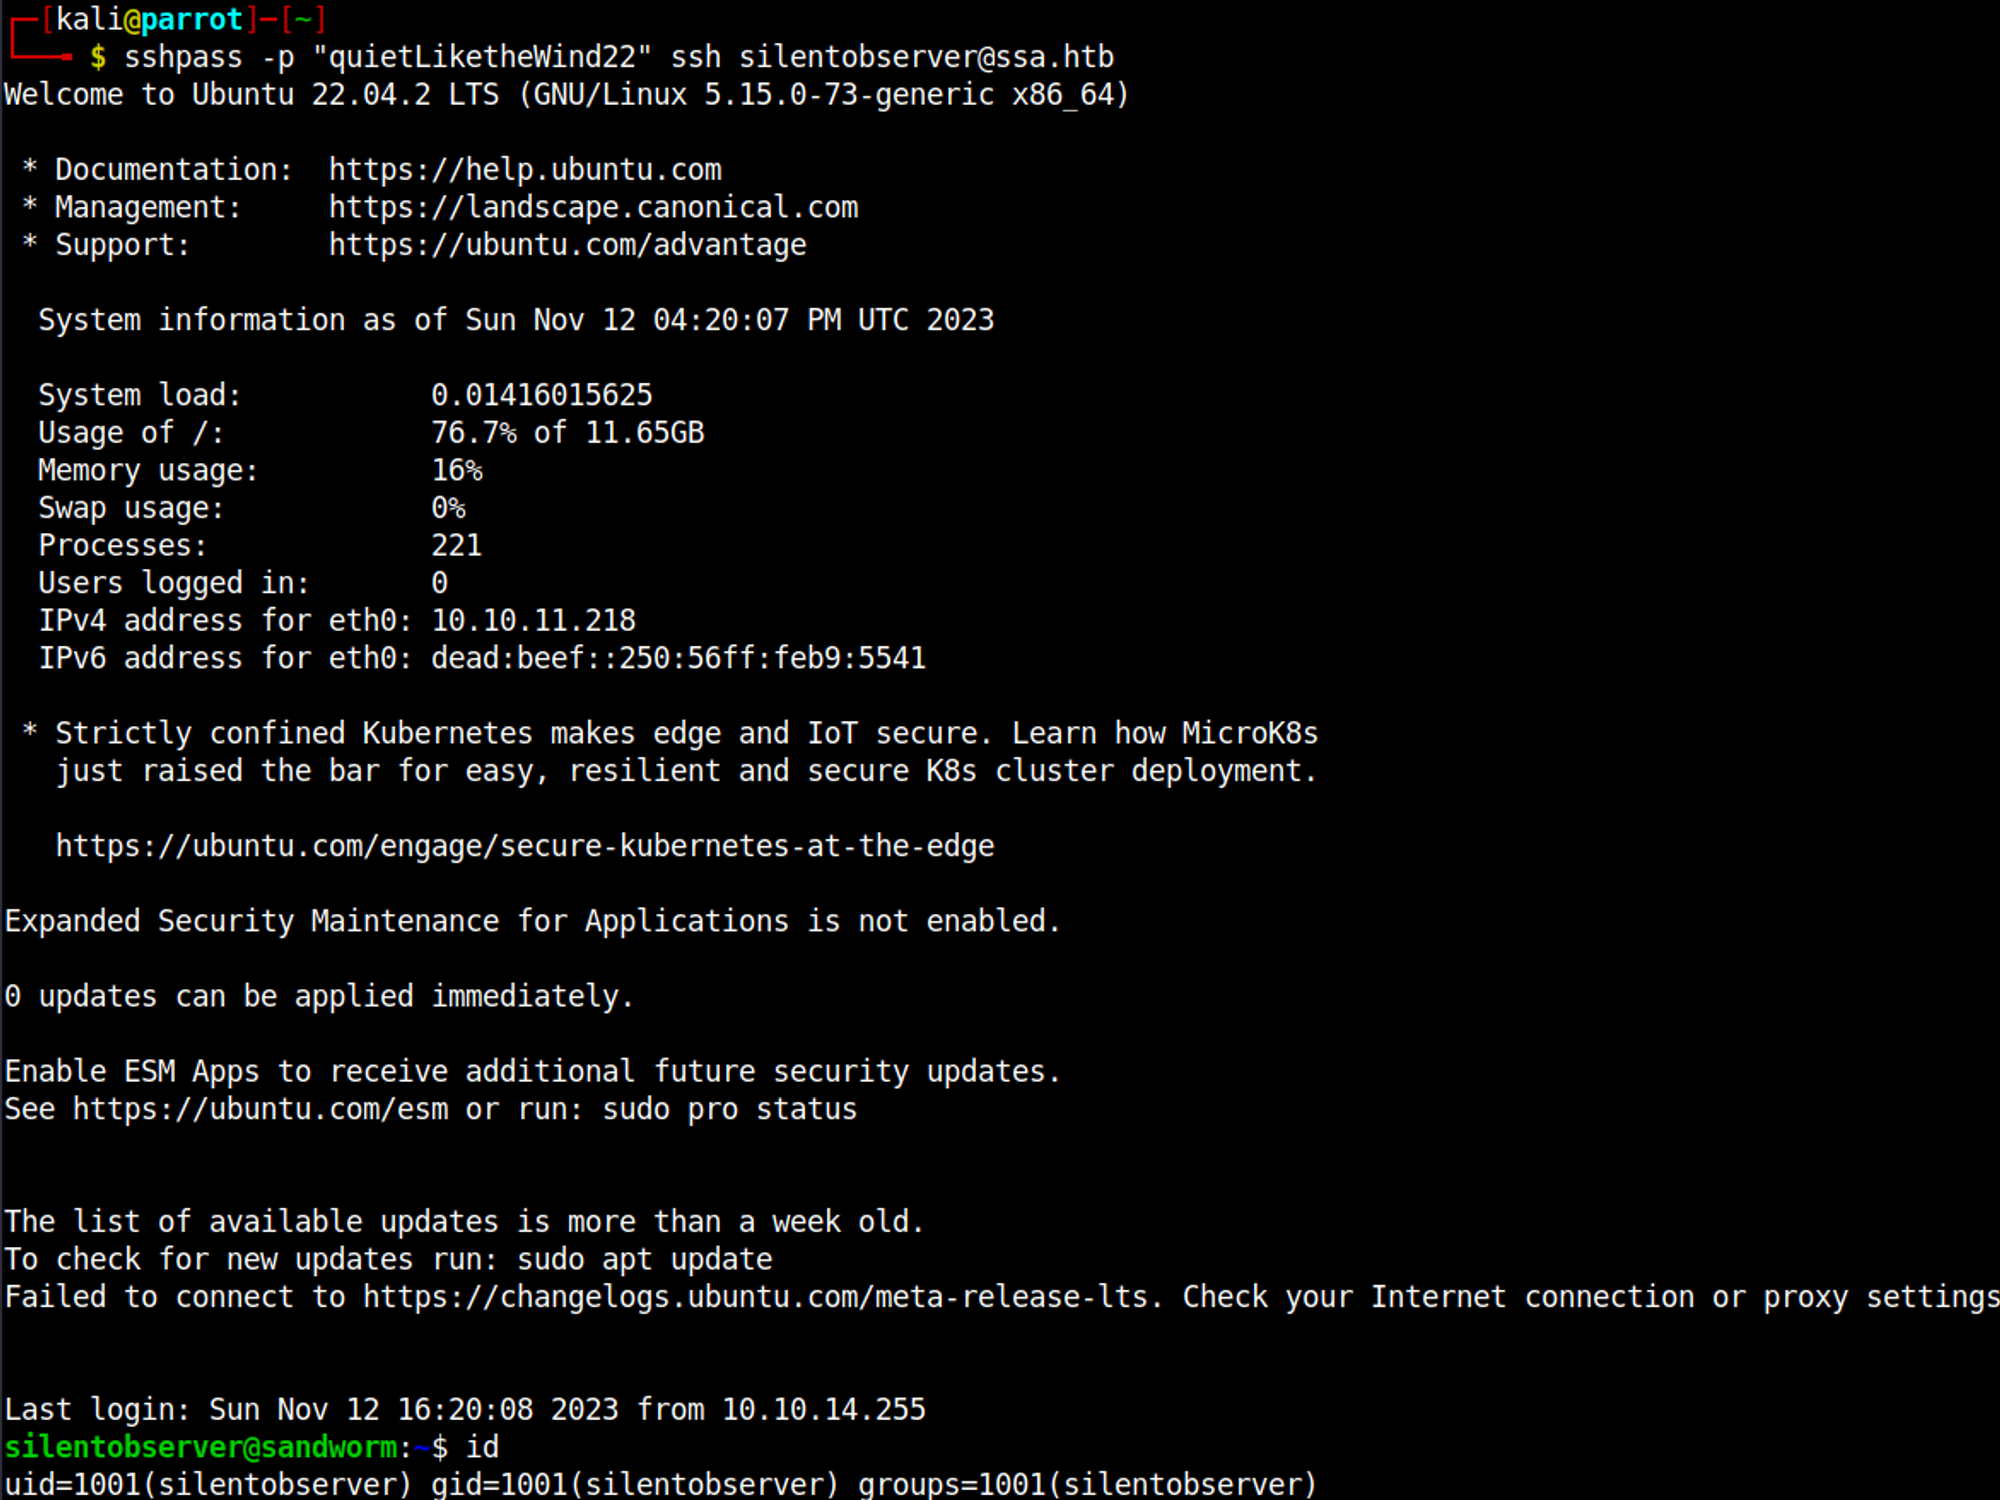 [kali@parrot]─[~]
$ sshpass -p "quietLiketheWind22" ssh silentobserver@ssa.htb
Welcome to Ubuntu 22.04.2 LTS (GNU/Linux 5.15.0-73-generic x86_64)
* Documentation:  https://help.ubuntu.com
* Management:     https://landscape.canonical.com
* Support:        https://ubuntu.com/advantage
System information as of Sun Nov 12 04:20:07 PM UTC 2023
System load:           0.01416015625
Usage of /:            76.7% of 11.65GB
Memory usage:          16%
Swap usage:            0%
Processes:             221
Users logged in:       0
IPv4 address for eth0: 10.10.11.218
IPv6 address for eth0: dead:beef::250:56ff:feb9:5541
* Strictly confined Kubernetes makes edge and IoT secure. Learn how MicroK8s
just raised the bar for easy, resilient and secure K8s cluster deployment.
https://ubuntu.com/engage/secure-kubernetes-at-the-edge
Expanded Security Maintenance for Applications is not enabled.
0 updates can be applied immediately.
Enable ESM Apps to receive additional future security updates.
See https://ubuntu.com/esm or run: sudo pro status
The list of available updates is more than a week old.
To check for new updates run: sudo apt update
Failed to connect to https://changelogs.ubuntu.com/meta-release-lts. Check your Internet connection or proxy settings
Last login: Sun Nov 12 16:20:08 2023 from 10.10.14.255
silentobserver@sandworm:~$ id
uid=1001(silentobserver) gid=1001(silentobserver) groups=1001(silentobserver)